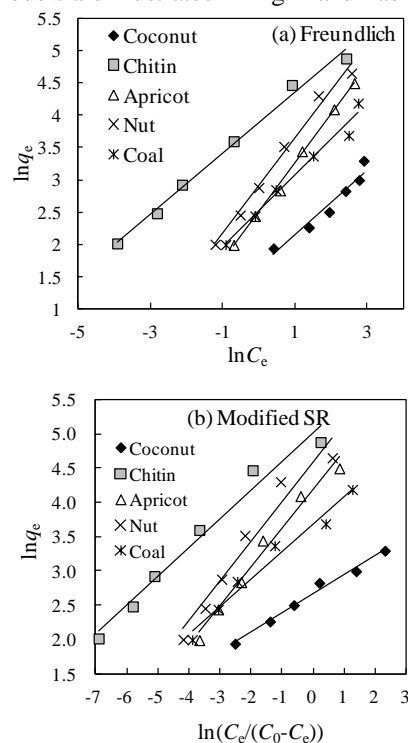 (a) Freundlich
Coconut
Chitin
Apricot
Nut
Coal
5.5
5
4.5
4
3.5
3
2.5
2
1.5
1
-5 -3 -1 1 3
lnqe
lnCe
(b) Modified SR
Coconut
Chitin
Apricot
Nut
Coal
5.5
5.0
4.5
4.0
3.5
3.0
2.5
2.0
1.5
-7 -6 -5 -4 -3 -2 -1 0 1 2 3
lnqe
ln(Ce/(C0-Ce))